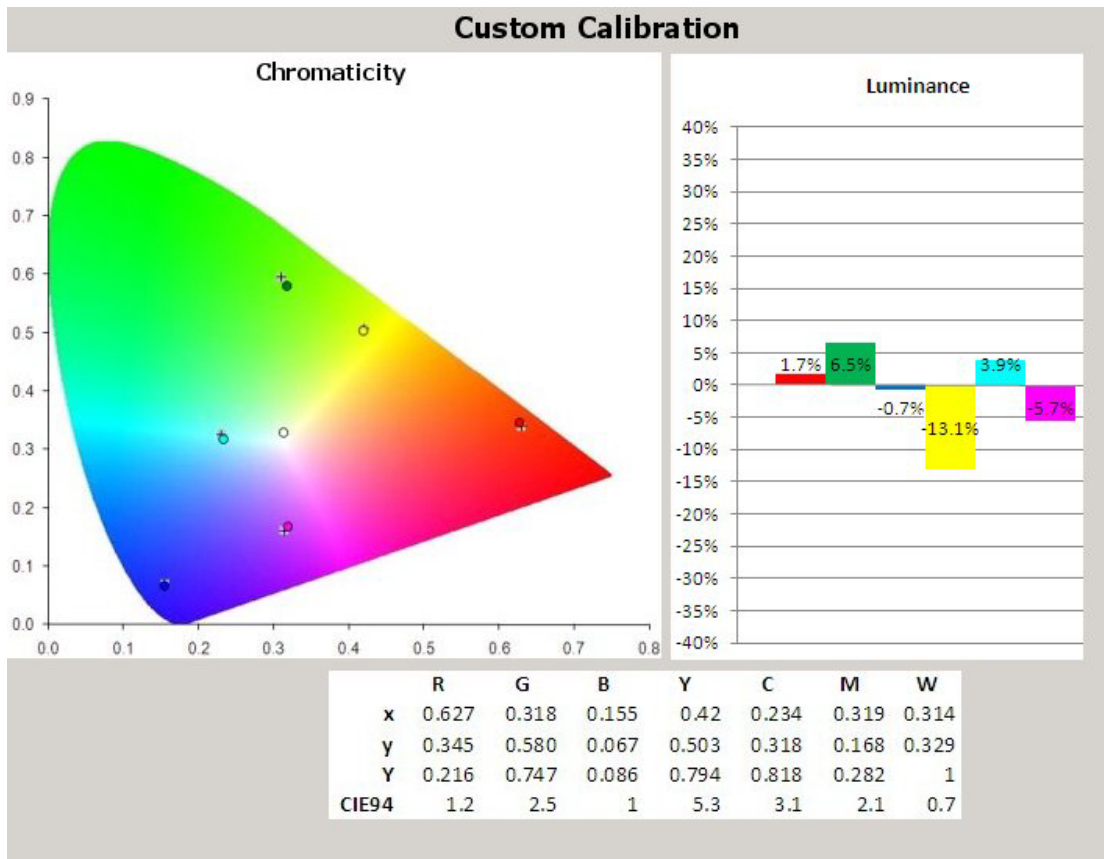 Custom Calibration
Chromaticity
0.9
0.8
0.7
0.6
0.5
0.4
0.3
0.2
0.1
0.0
0.0 0.1 0.2 0.3 0.4 0.5 0.6 0.7 0.8
Luminance
40%
35%
30%
25%
20%
15%
10%
5%
0%
-5%
-10%
-15%
-20%
-25%
-30%
-35%
-40%
1.7% 6.5% 3.9%
-0.7% -5.7%
-13.1%
R G B Y C M W
x 0.627 0.318 0.155 0.42 0.234 0.319 0.314
y 0.345 0.580 0.067 0.503 0.318 0.168 0.329
Y 0.216 0.747 0.086 0.794 0.818 0.282 1
CIE94 1.2 2.5 1 5.3 3.1 2.1 0.7